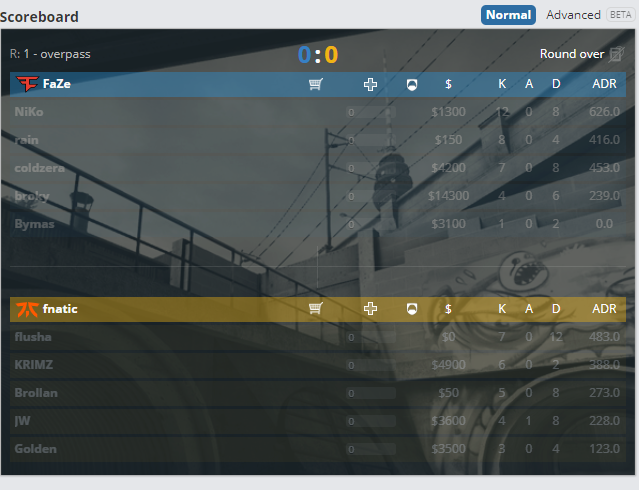 Scoreboard Normal Advanced BETA
R: 1 - overpass 0:0 Round over
FaZe $ K A D ADR
NiKo 0 $1300 12 0 8 626.0
rain 0 $150 8 0 4 416.0
coldzera 0 $4200 7 0 8 453.0
broky 0 $14300 4 0 6 239.0
Bymas 0 $3100 1 0 2 0.0
fnatic $ K A D ADR
flusha 0 $0 7 0 12 483.0
KRIMZ 0 $4900 6 0 2 388.0
Brollan 0 $50 5 0 8 273.0
JW 0 $3600 4 1 8 228.0
Golden 0 $3500 3 0 4 123.0